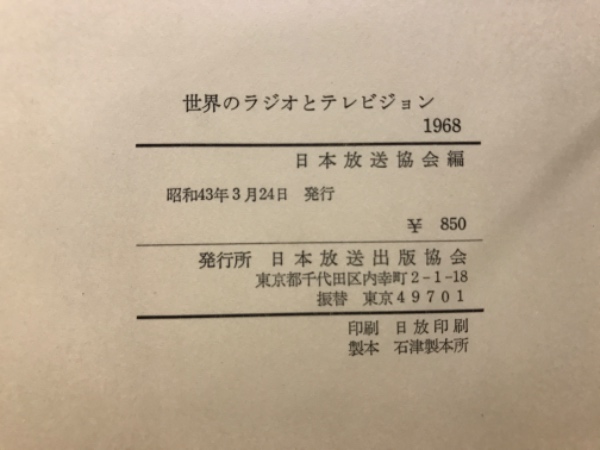 世界のラジオとテレビジョン
1968
日本放送協会編
昭和43年3月24日 発行
¥ 850
発行所 日本放送出版協会
東京都千代田区内幸町2-1-18
振替 東京49701
印刷 日放印刷
製本 石津製本所